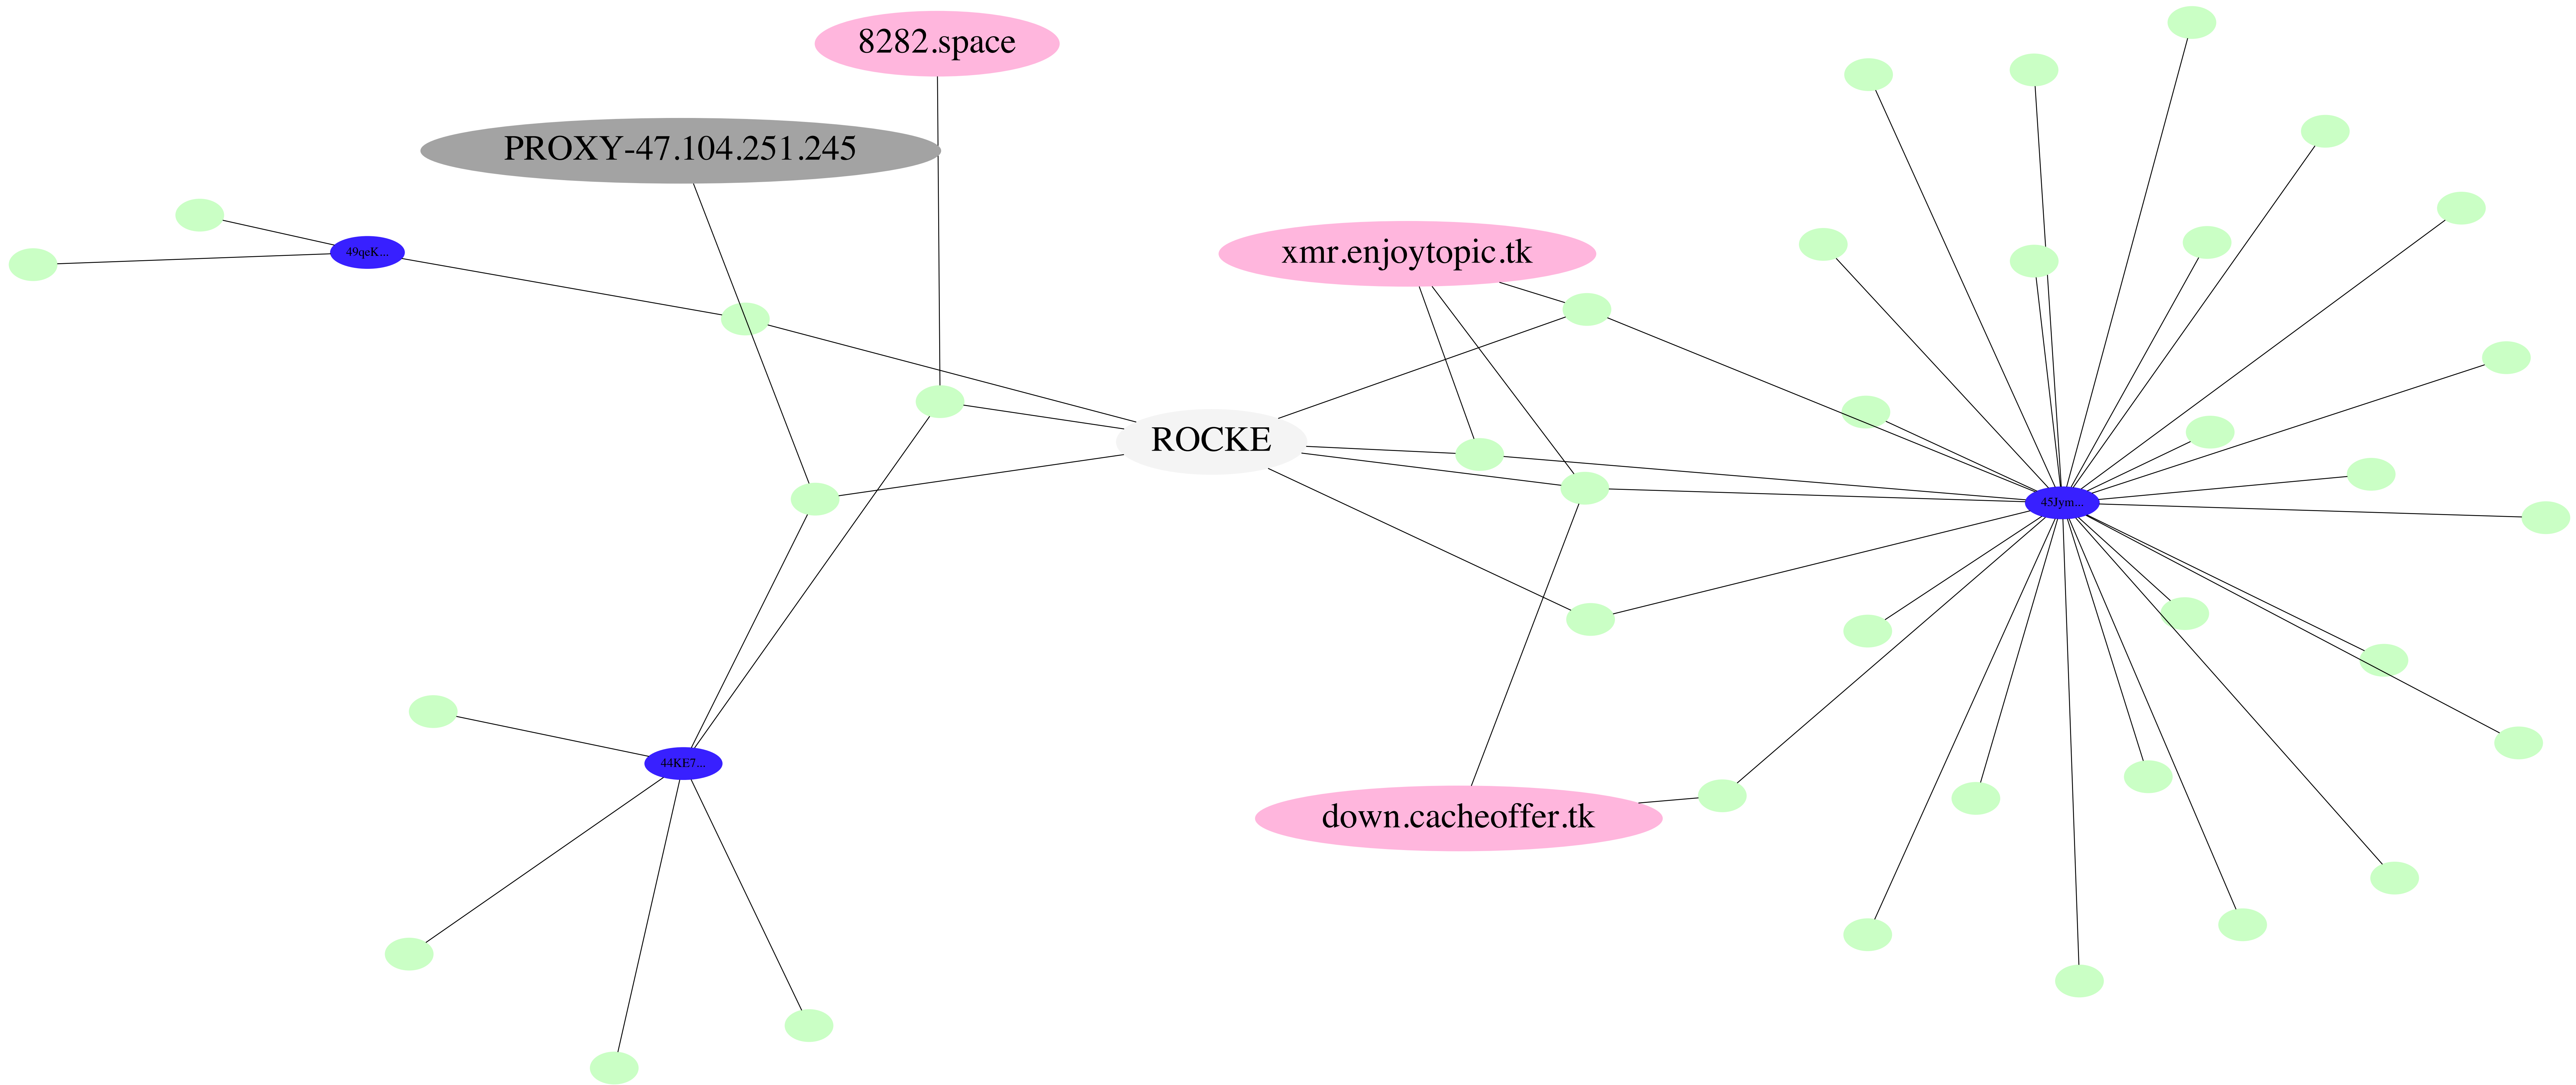 8282.space
PROXY-47.104.251.245
49qeK...
xmr.enjoytopic.tk
ROCKE
45Jym...
44KE7...
down.cacheoffer.tk